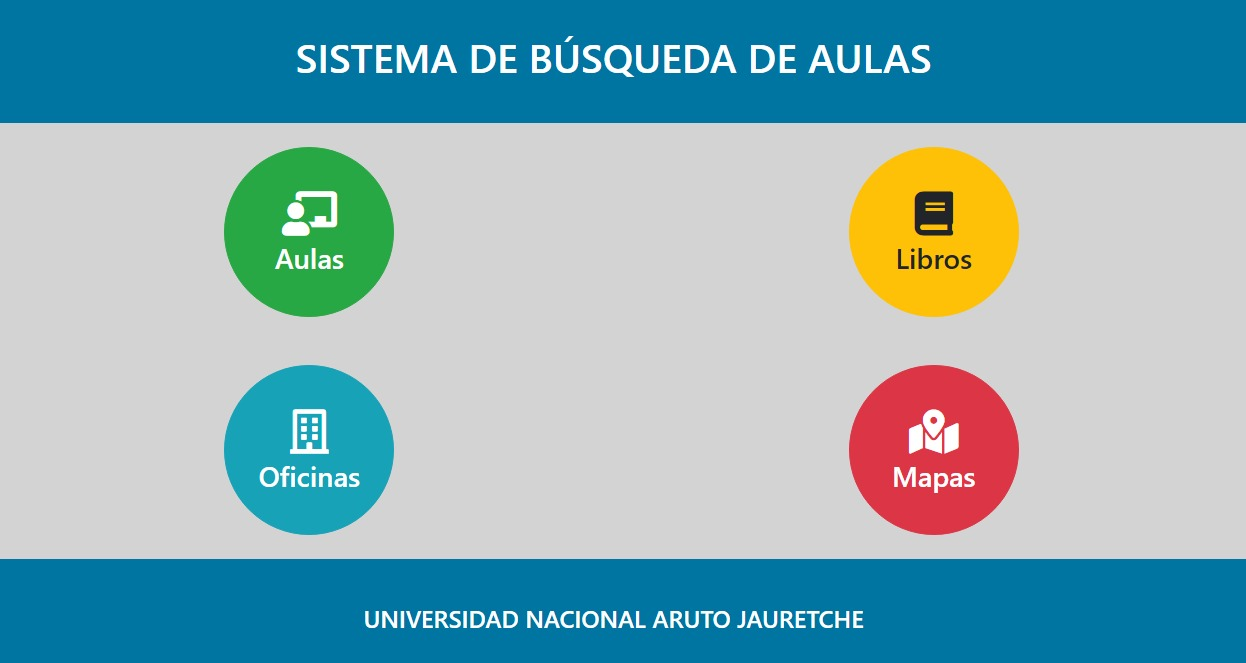 SISTEMA DE BÚSQUEDA DE AULAS
Aulas
Libros
Oficinas
Mapas
UNIVERSIDAD NACIONAL ARUTO JAURETCHE